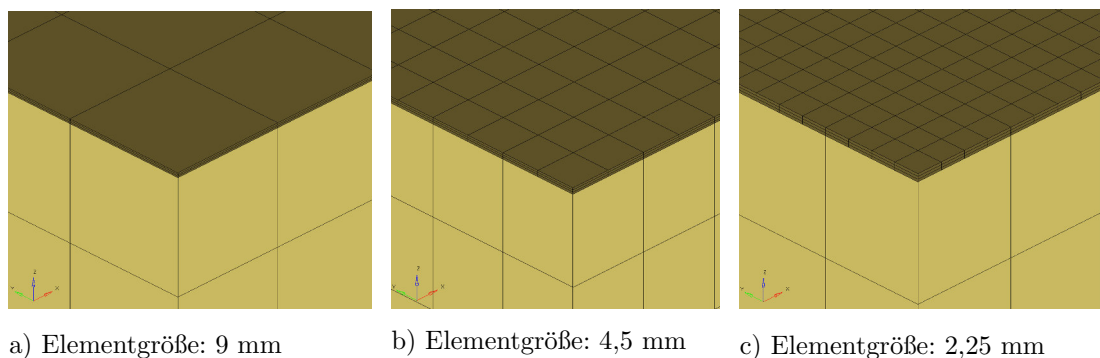 Z
Y
X
Z
Y
X
Z
Y
X
a) Elementgröße: 9 mm
b) Elementgröße: 4,5 mm
c) Elementgröße: 2,25 mm